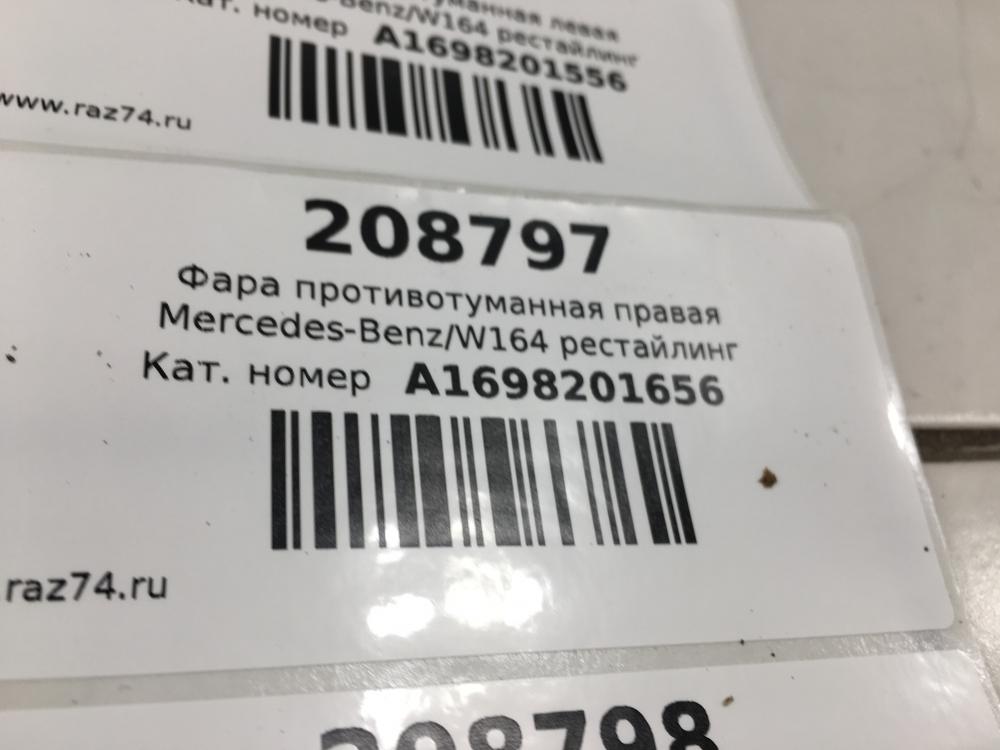 левая
Benz/W164 рестайлинг
Кат. номер A1698201556
www.raz74.ru
208797
Фара противотуманная правая
Mercedes-Benz/W164 рестайлинг
Кат. номер A1698201656
raz74.ru
208798